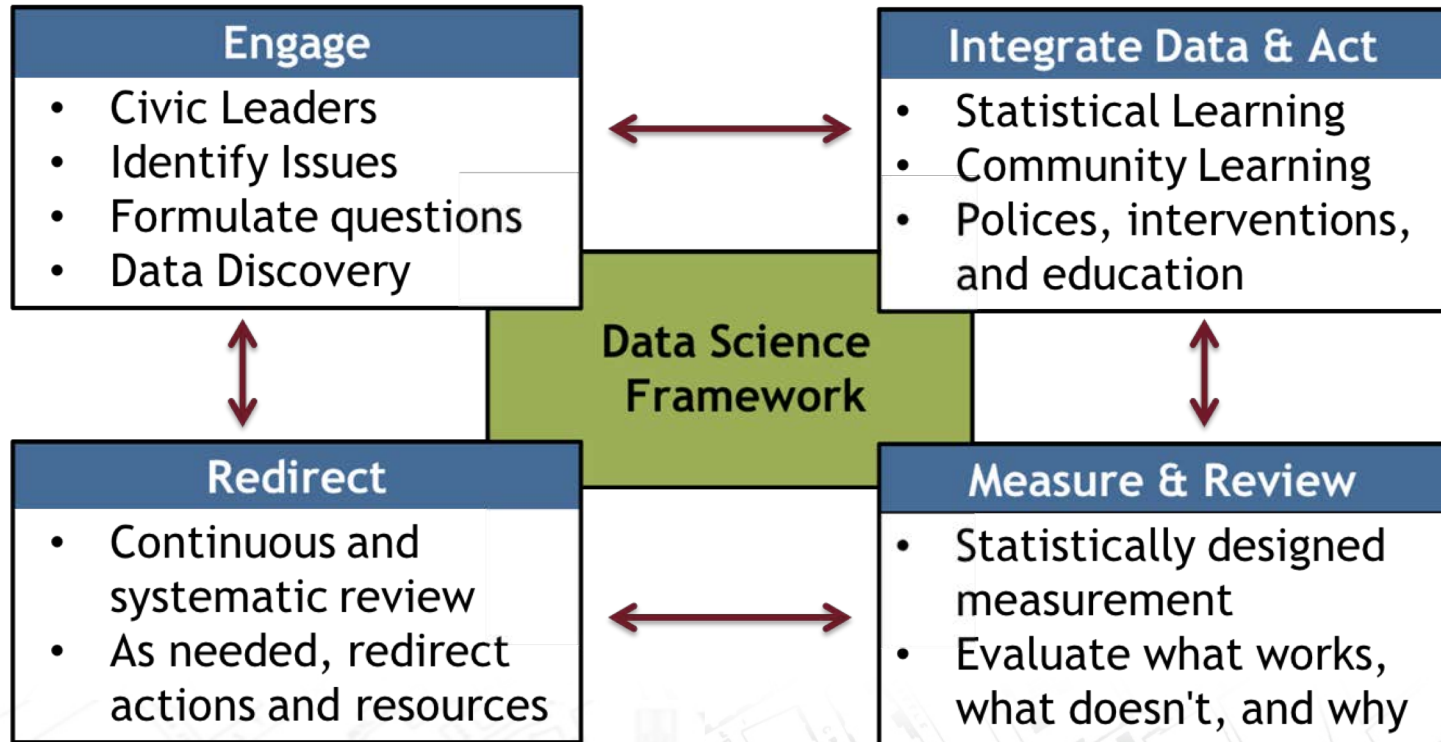 Engage
• Civic Leaders
• Identify Issues
• Formulate questions
• Data Discovery
Integrate Data & Act
• Statistical Learning
• Community Learning
• Polices, interventions,
and education
Data Science
Framework
Redirect
• Continuous and
systematic review
• As needed, redirect
actions and resources
Measure & Review
• Statistically designed
measurement
• Evaluate what works,
what doesn't, and why